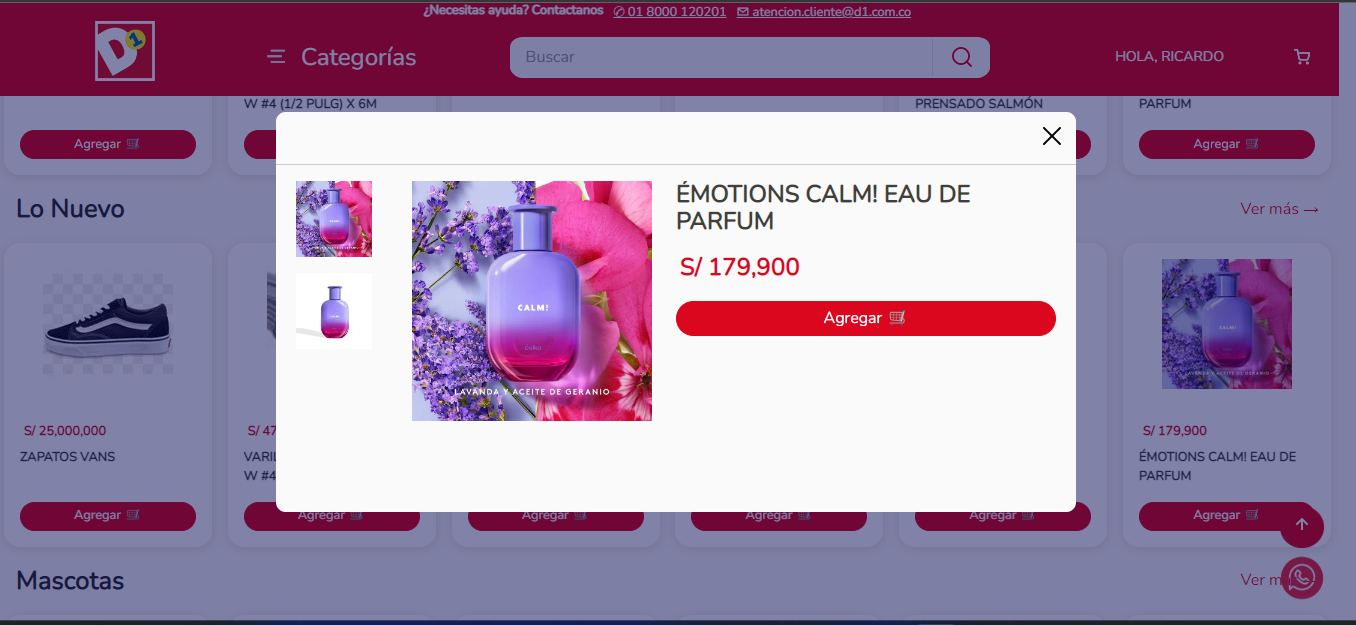 ¿Necesitas ayuda? Contactanos 01 8000 120201 atencion.cliente@d1.com.co
D1
Categorías
Buscar
HOLA, RICARDO
W #4 (1/2 PULG) X 6M
PRENSADO SALMÓN
PARFUM
Agregar
Agregar
Lo Nuevo
Ver más →
ÉMOTIONS CALM! EAU DE
PARFUM
S/ 179,900
Agregar
CALM!
LAVANDA Y ACEITE DE GERANIO
S/ 25,000,000
ZAPATOS VANS
Agregar
S/ 47
VARIL
W #4
Agregar
Agregar
Agregar
Agregar
S/ 179,900
ÉMOTIONS CALM! EAU DE
PARFUM
Agregar
Mascotas
Ver m